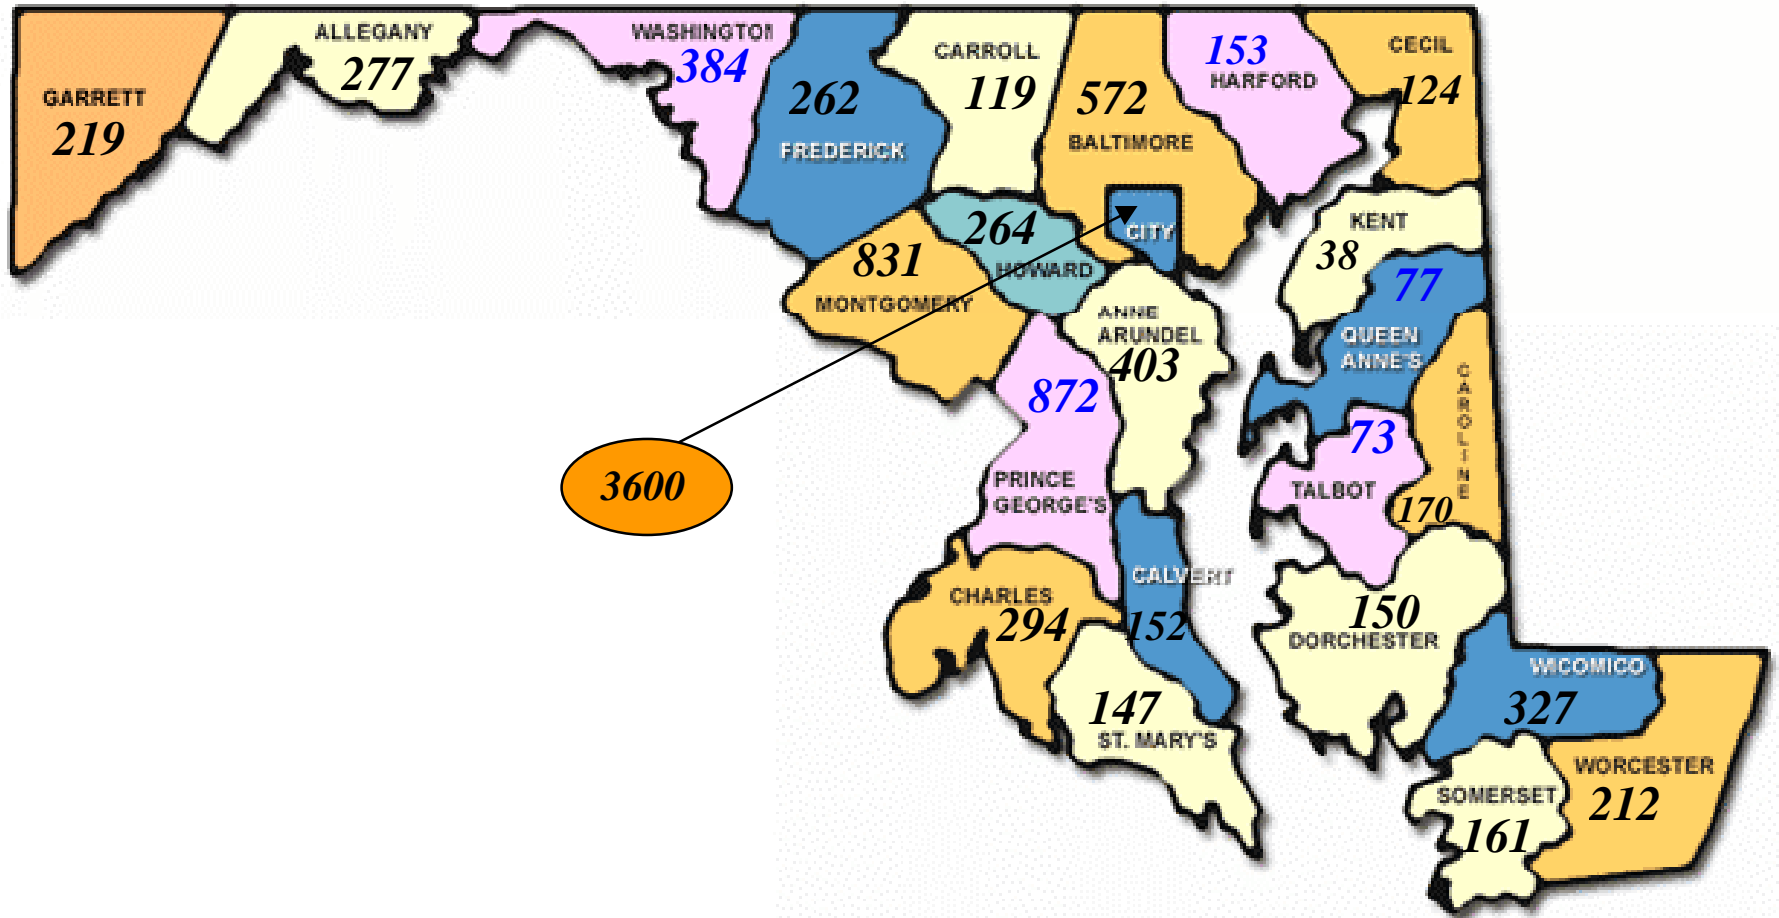 GARRETT
219
ALLEGANY
277
WASHINGTON
384
262
FREDERICK
CARROLL
119
572
BALTIMORE
CITY
153
HARFORD
CECIL
124
KENT
38
77
QUEEN
ANNE'S
CAROLINE
170
73
TALBOT
264
HOWARD
831
MONTGOMERY
ANNE
ARUNDEL
403
872
PRINCE
GEORGE'S
3600
CALVERT
152
CHARLES
294
147
ST. MARY'S
150
DORCHESTER
WICOMICO
327
WORCESTER
212
SOMERSET
161